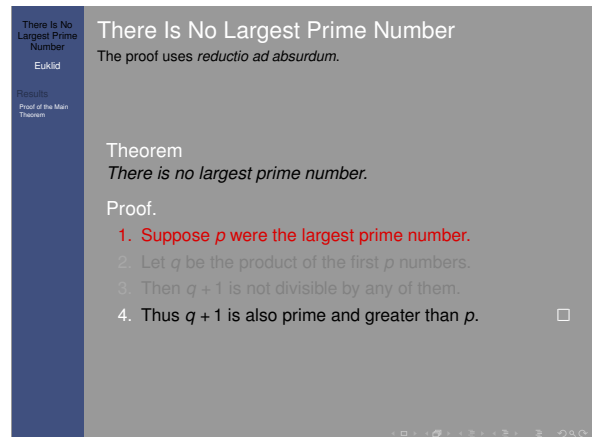 There Is No
Largest Prime
Number
Euklid
Results
Proof of the Main
Theorem
There Is No Largest Prime Number
The proof uses reductio ad absurdum.
Theorem
There is no largest prime number.
Proof.
1. Suppose p were the largest prime number.
2. Let q be the product of the first p numbers.
3. Then q + 1 is not divisible by any of them.
4. Thus q + 1 is also prime and greater than p.